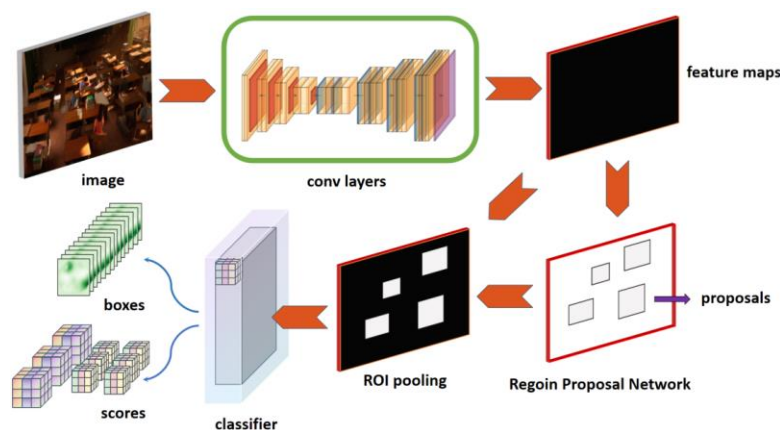 feature maps
image
conv layers
boxes
proposals
ROI pooling
Regoin Proposal Network
scores
classifier